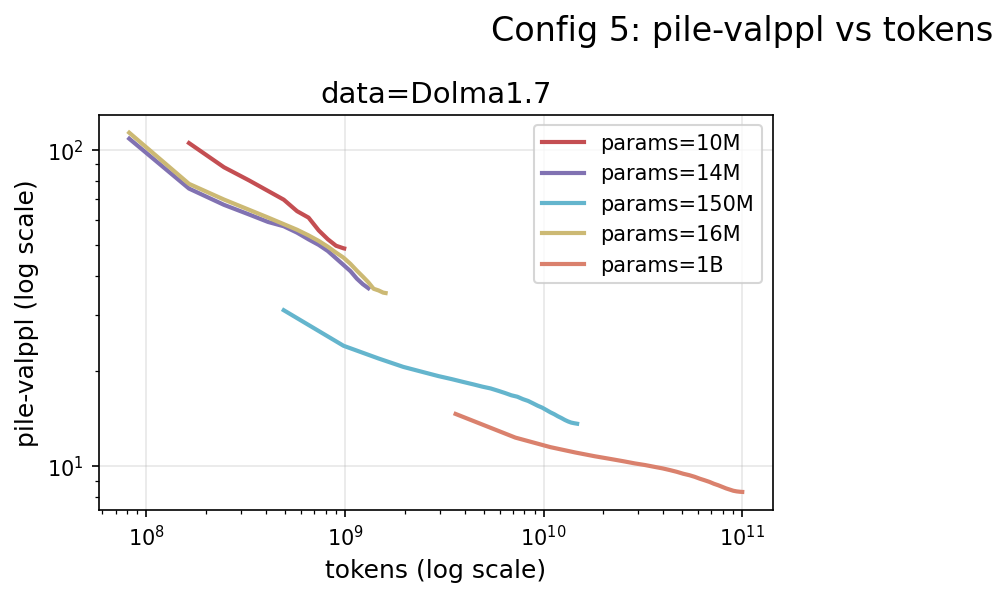 Config 5: pile-valppl vs tokens
data=Dolma1.7
pile-valppl (log scale)
10²
10¹
params=10M
params=14M
params=150M
params=16M
params=1B
10⁸ 10⁹ 10¹⁰ 10¹¹
tokens (log scale)